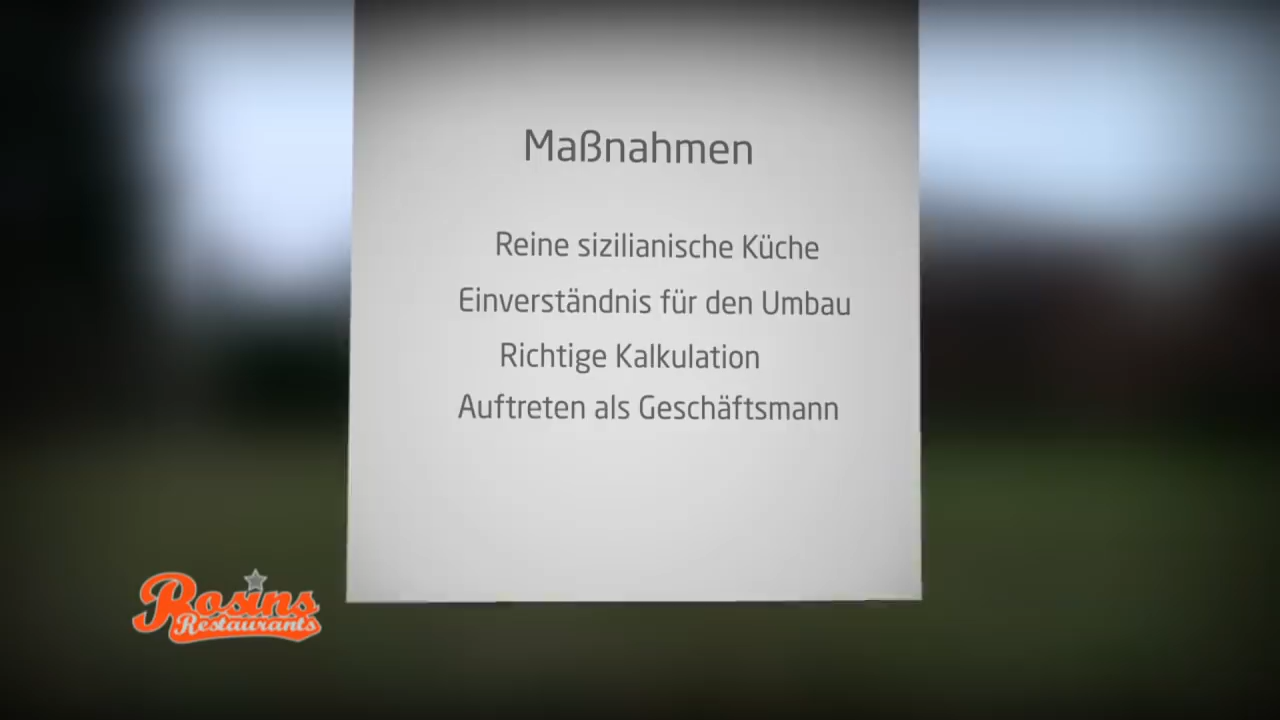 Maßnahmen
Reine sizilianische Küche
Einverständnis für den Umbau
Richtige Kalkulation
Auftreten als Geschäftsmann
Rosins
Restaurants